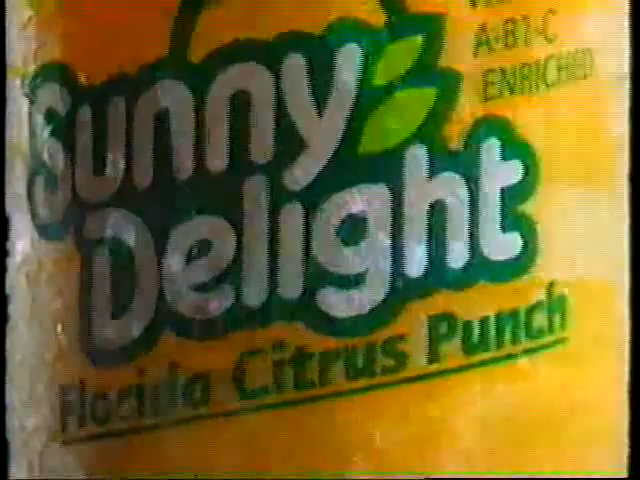 A·B1·C
ENRICHED
Sunny
Delight
Florida Citrus Punch